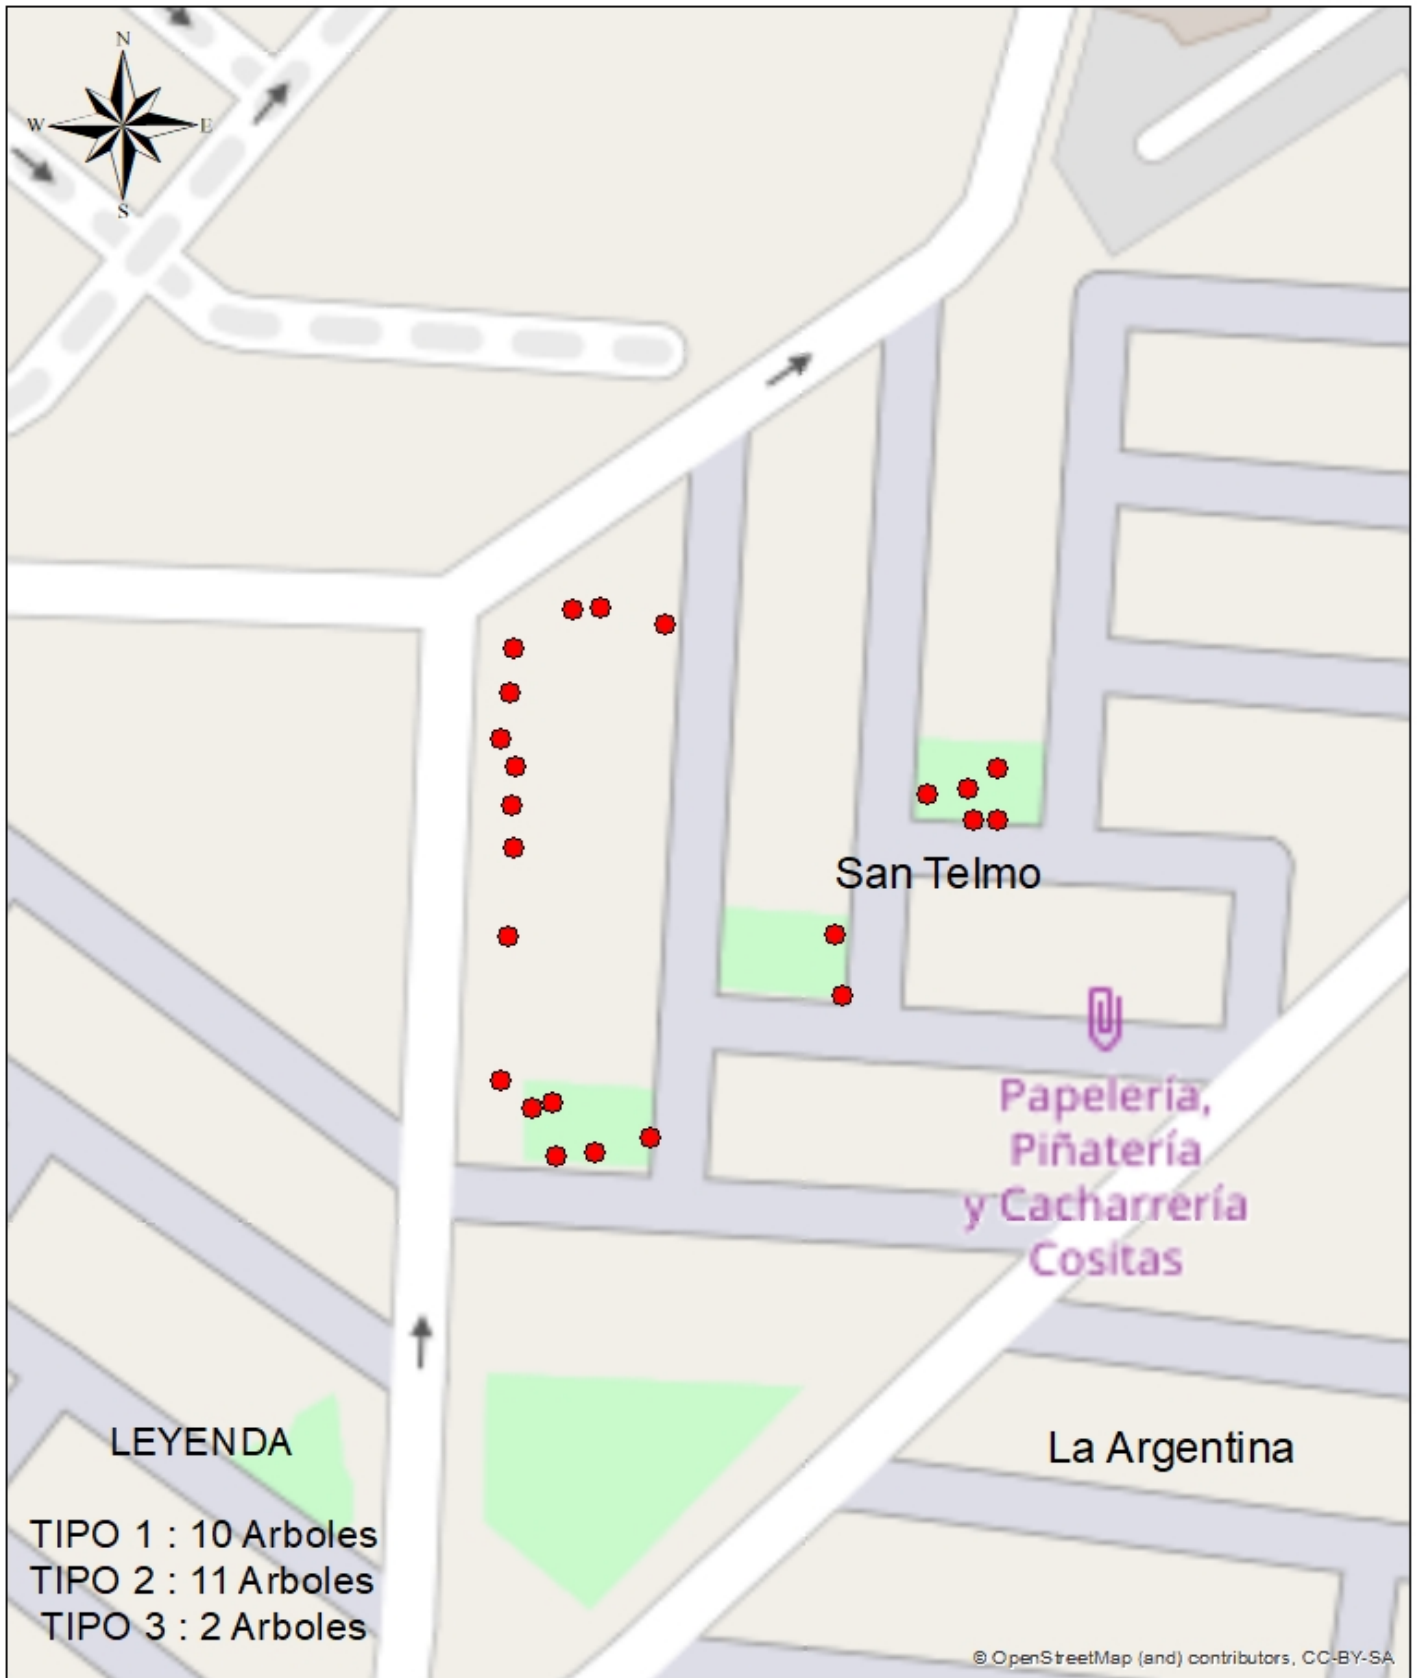 N
W E
S
San Telmo
Papelería,
Piñatería
y Cacharrería
Cositas
LEYENDA
La Argentina
TIPO 1 : 10 Arboles
TIPO 2 : 11 Arboles
TIPO 3 : 2 Arboles
© OpenStreetMap (and) contributors, CC-BY-SA